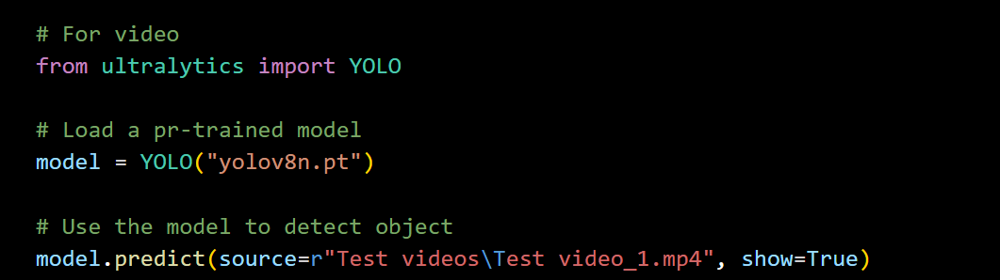 # For video
from ultralytics import YOLO
# Load a pr-trained model
model = YOLO("yolov8n.pt")
# Use the model to detect object
model.predict(source=r"Test videos\Test video_1.mp4", show=True)